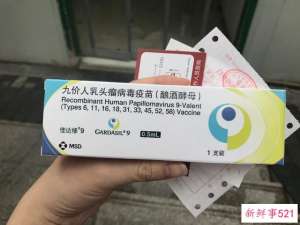 九价人乳头瘤病毒疫苗(酿酒酵母)
Recombinant Human Papillomavirus 9-Valent
(Types 6, 11, 16, 18, 31, 33, 45, 52, 58) Vaccine
佳达修®9
GARDASIL®9
0.5mL
MSD
1支装
新鲜事521